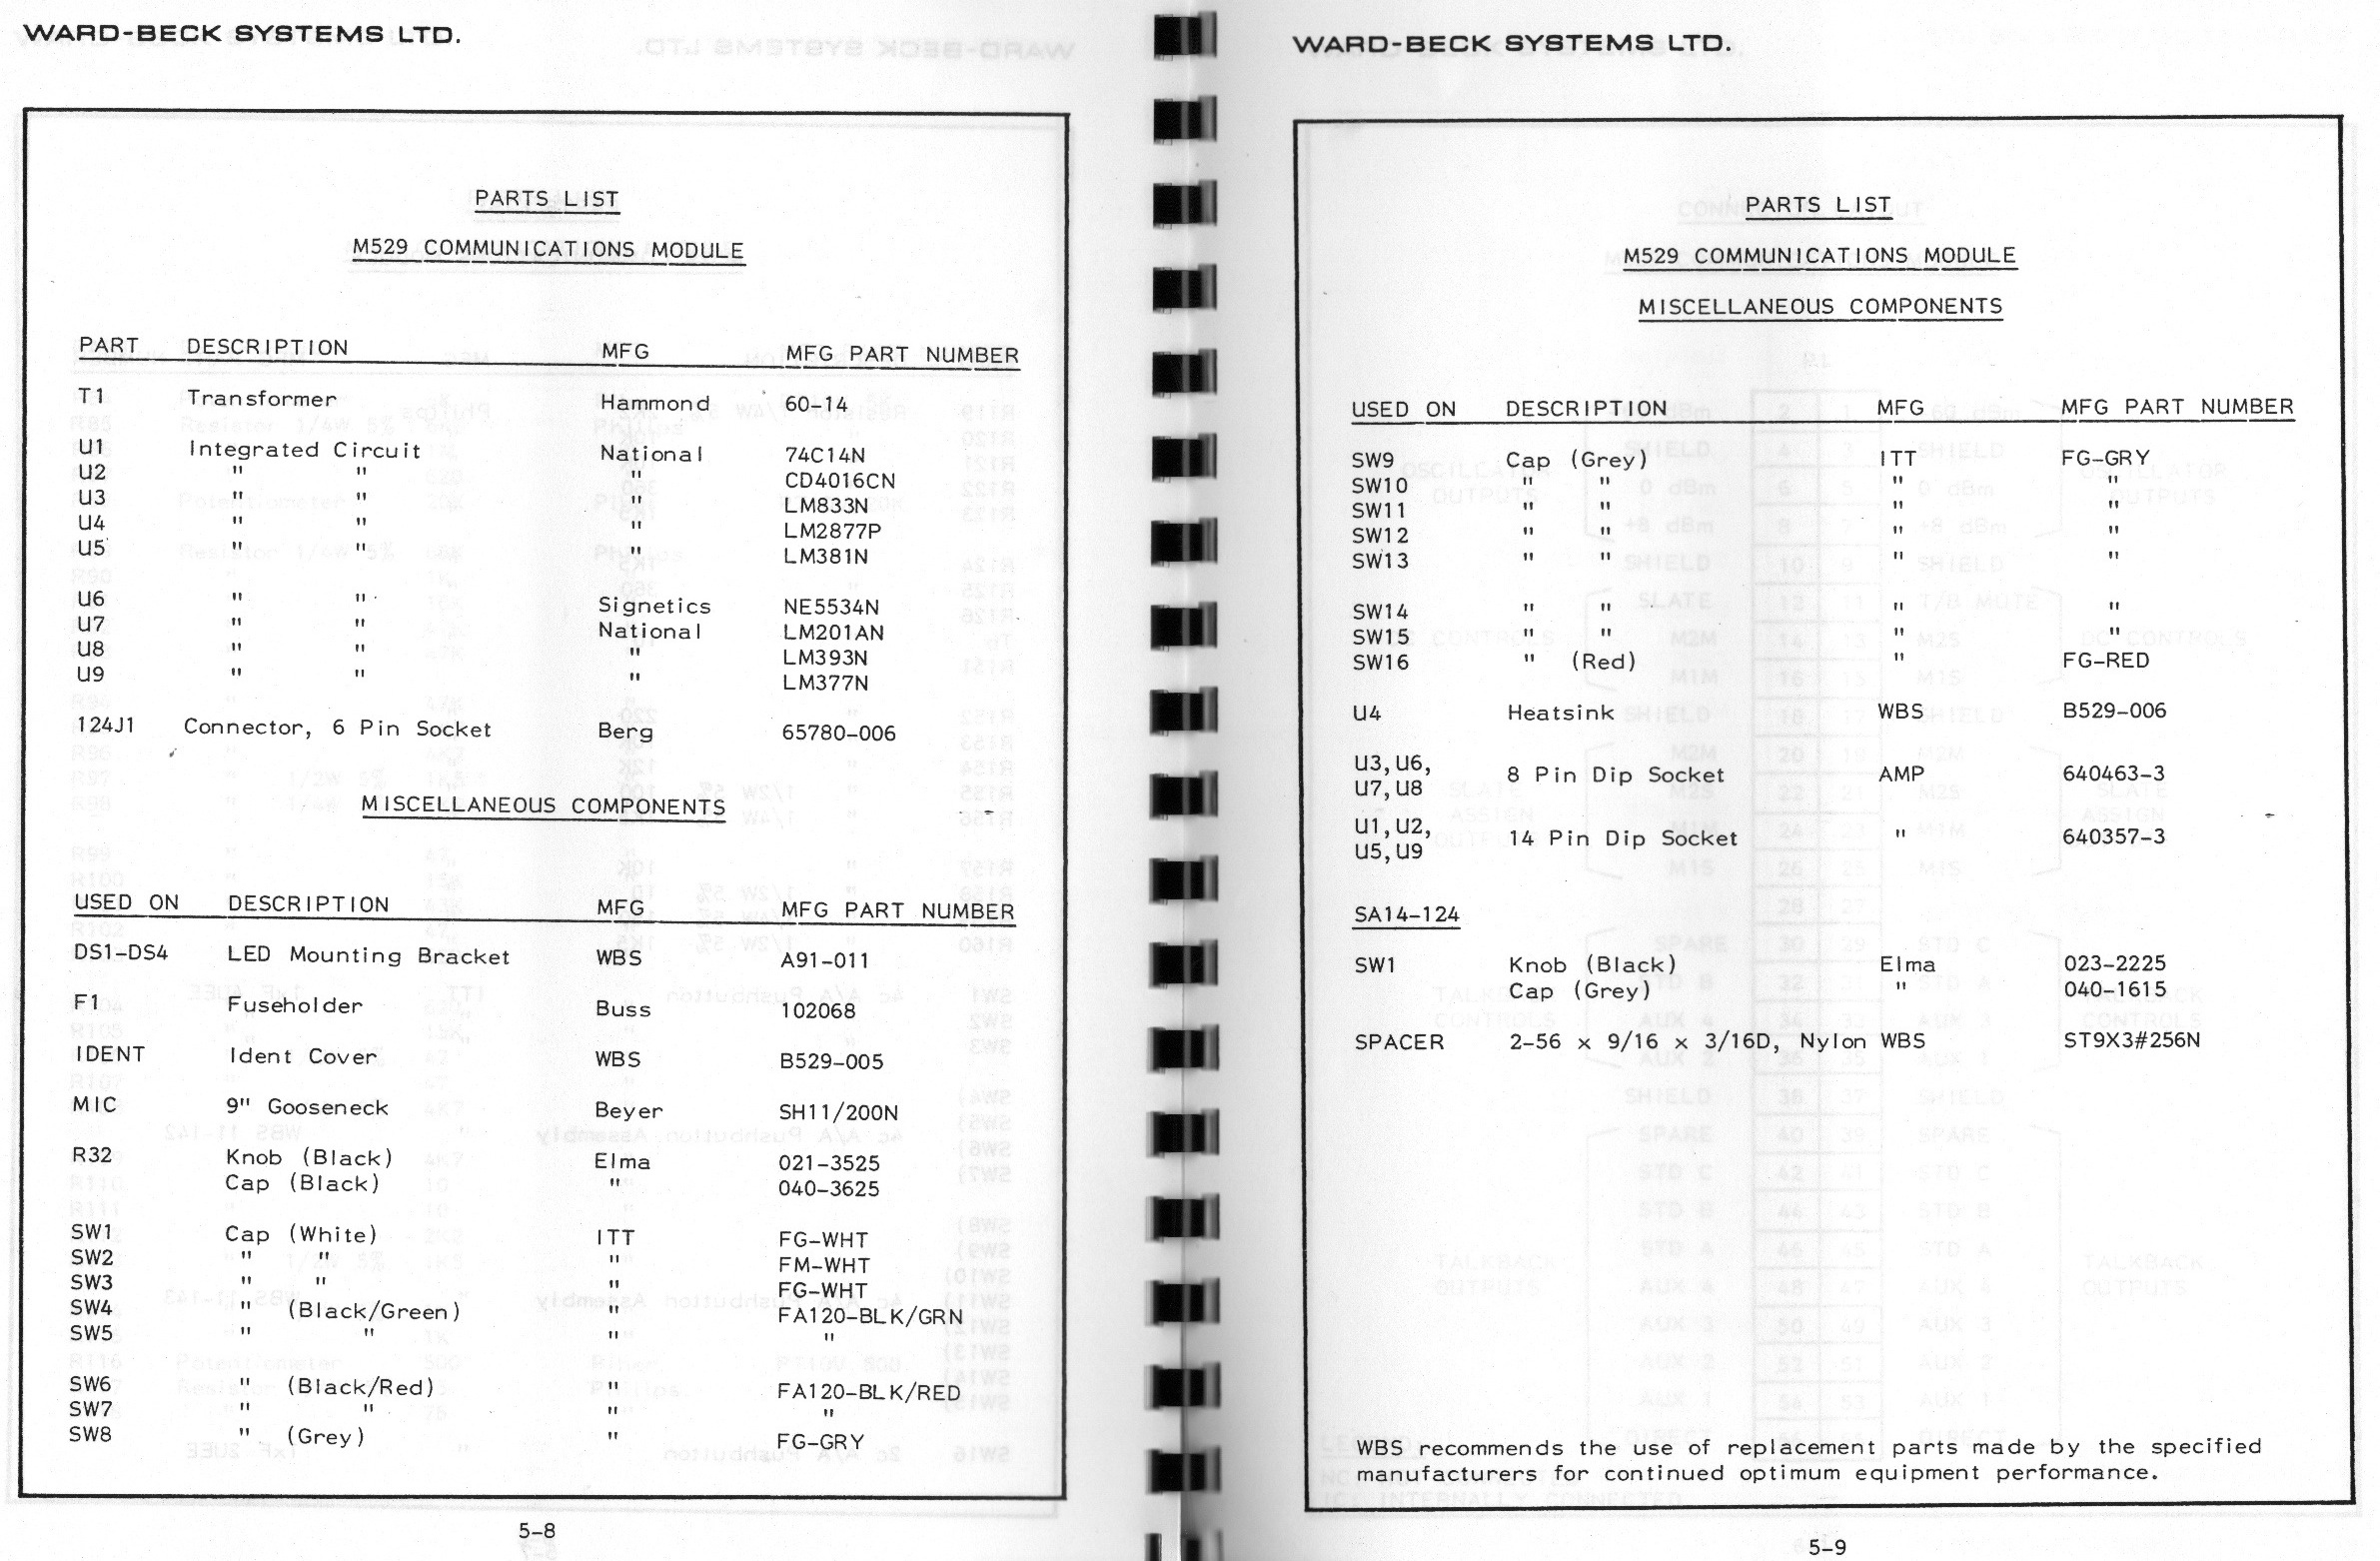 WARD-BECK SYSTEMS LTD.
PARTS LIST
M529 COMMUNICATIONS MODULE
PART DESCRIPTION MFG MFG PART NUMBER
T1 Transformer Hammond 60-14
U1 Integrated Circuit National 74C14N
U2 " " " CD4016CN
U3 " " " LM833N
U4 " " " LM2877P
U5 " " " LM381N
U6 " " Signetics NE5534N
U7 " " National LM201AN
U8 " " " LM393N
U9 " " " LM377N
124J1 Connector, 6 Pin Socket Berg 65780-006
MISCELLANEOUS COMPONENTS
USED ON DESCRIPTION MFG MFG PART NUMBER
DS1-DS4 LED Mounting Bracket WBS A91-011
F1 Fuseholder Buss 102068
IDENT Ident Cover WBS B529-005
MIC 9" Gooseneck Beyer SH11/200N
R32 Knob (Black) Elma 021-3525
Cap (Black) " 040-3625
SW1 Cap (White) ITT FG-WHT
SW2 " " " FM-WHT
SW3 " " " FG-WHT
SW4 " (Black/Green) " FA120-BLK/GRN
SW5 " " " "
SW6 " (Black/Red) " FA120-BLK/RED
SW7 " " " "
SW8 " (Grey) " FG-GRY
5-8
WARD-BECK SYSTEMS LTD.
PARTS LIST
M529 COMMUNICATIONS MODULE
MISCELLANEOUS COMPONENTS
USED ON DESCRIPTION MFG MFG PART NUMBER
SW9 Cap (Grey) ITT FG-GRY
SW10 " " " "
SW11 " " " "
SW12 " " " "
SW13 " " " "
SW14 " " " "
SW15 " " " "
SW16 " (Red) " FG-RED
U4 Heatsink WBS B529-006
U3,U6,
U7,U8 8 Pin Dip Socket AMP 640463-3
U1,U2,
U5,U9 14 Pin Dip Socket " 640357-3
SA14-124
SW1 Knob (Black) Elma 023-2225
Cap (Grey) " 040-1615
SPACER 2-56 x 9/16 x 3/16D, Nylon WBS ST9X3#256N
WBS recommends the use of replacement parts made by the specified
manufacturers for continued optimum equipment performance.
5-9